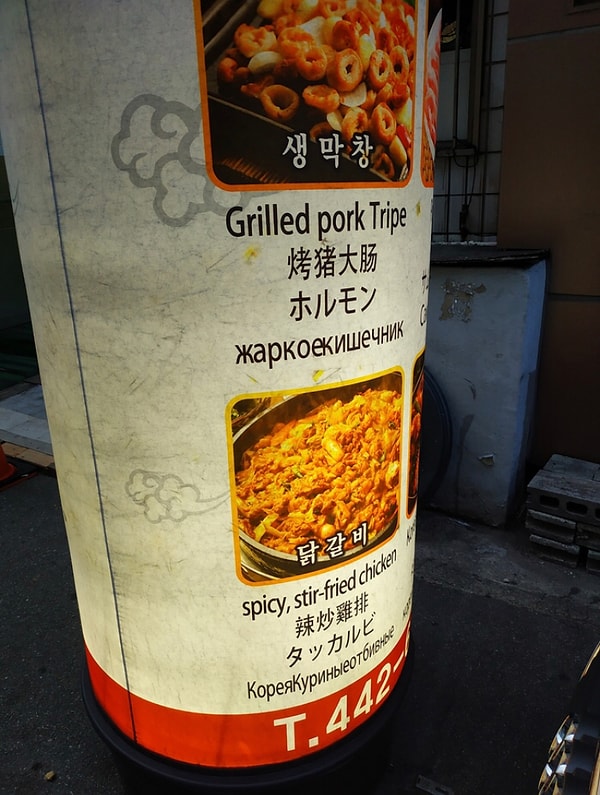 생막창
Grilled pork Tripe
烤猪大肠
ホルモン
жаркоекишечник
닭갈비
spicy, stir-fried chicken
辣炒雞排
タッカルビ
КореяКуриныеотбивные
T.442-